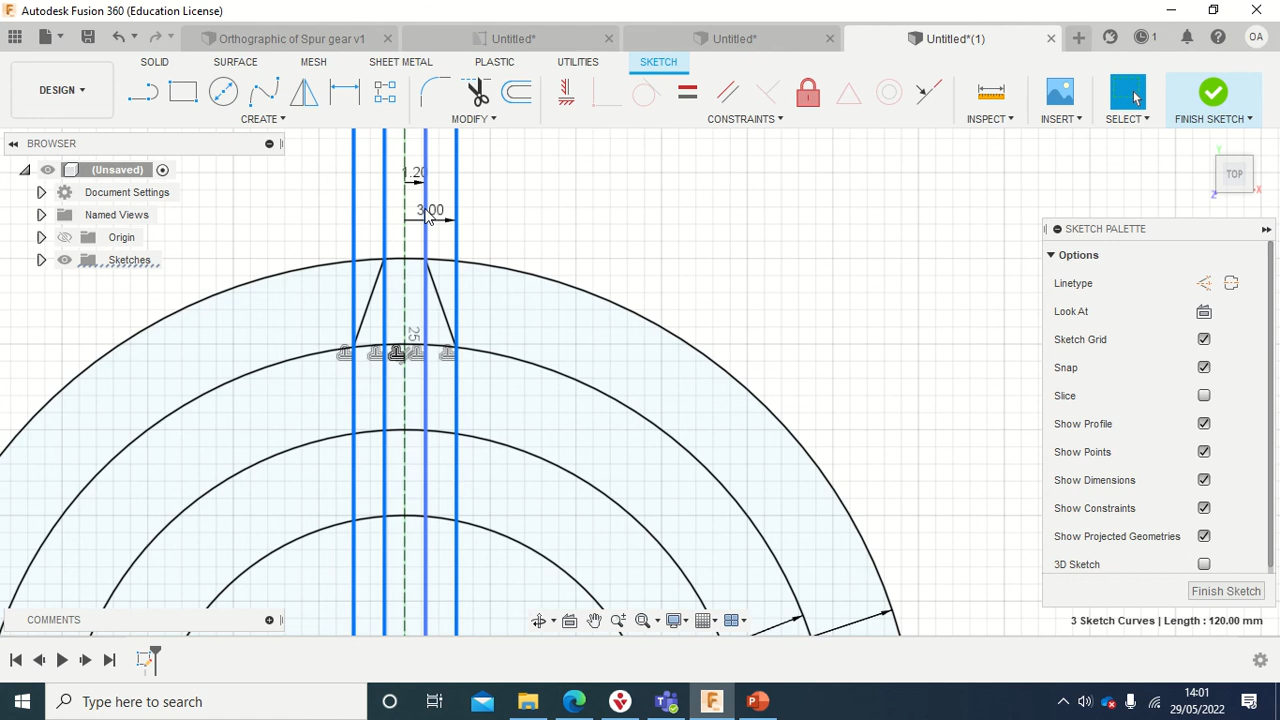 Autodesk Fusion 360 (Education License)
Orthographic of Spur gear v1
Untitled*
Untitled*
Untitled*(1)
1
OA
SOLID
SURFACE
MESH
SHEET METAL
PLASTIC
UTILITIES
SKETCH
DESIGN
CREATE
MODIFY
CONSTRAINTS
INSPECT
INSERT
SELECT
FINISH SKETCH
BROWSER
(Unsaved)
Document Settings
Named Views
Origin
Sketches
1.20
3.00
25
Y
TOP
X
Z
SKETCH PALETTE
Options
Linetype
Look At
Sketch Grid
Snap
Slice
Show Profile
Show Points
Show Dimensions
Show Constraints
Show Projected Geometries
3D Sketch
Finish Sketch
COMMENTS
3 Sketch Curves | Length : 120.00 mm
Type here to search
14:01
29/05/2022